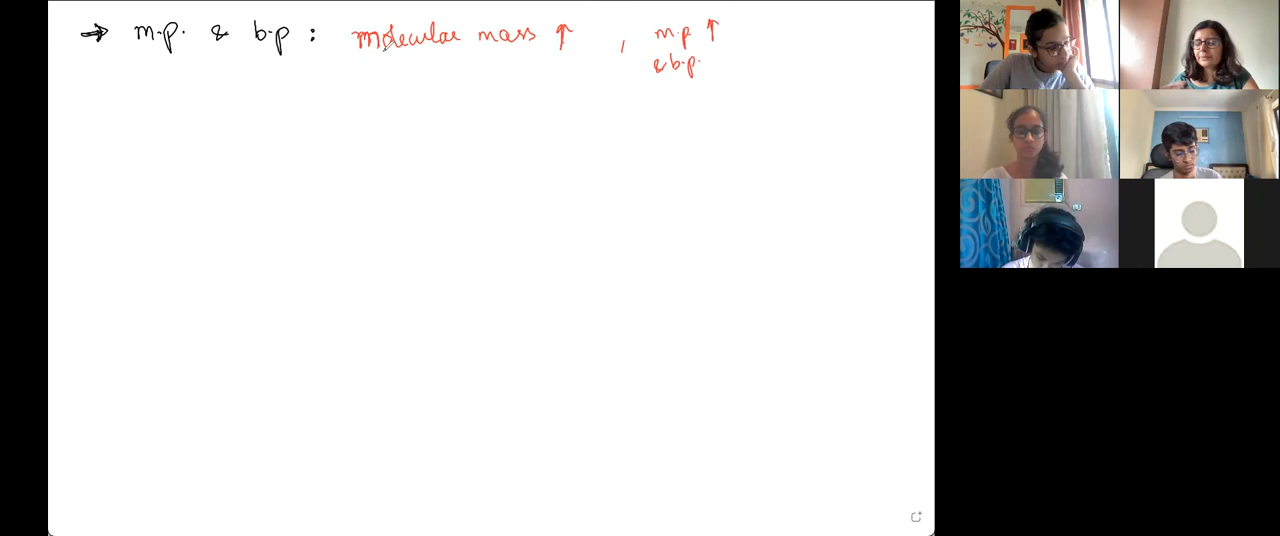 → m.p. & b.p : molecular mass ↑ , m.p ↑
& b.p.